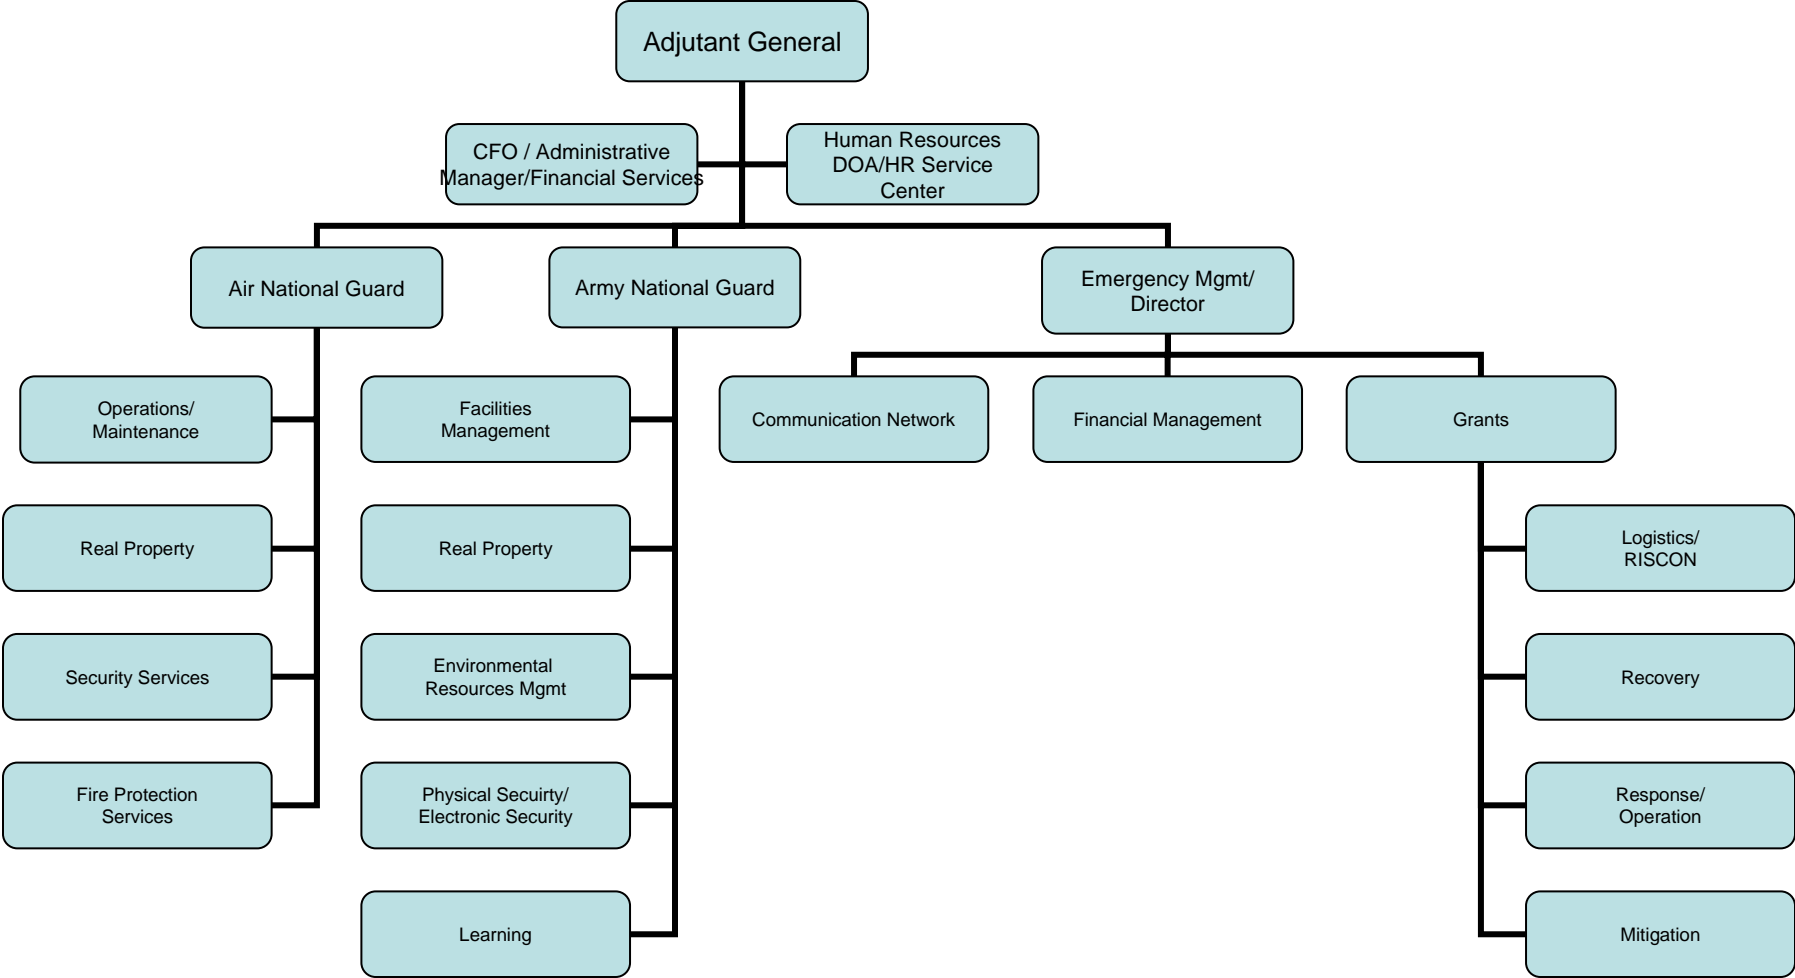 Adjutant General
CFO / Administrative
Manager/Financial Services
Human Resources
DOA/HR Service
Center
Air National Guard
Army National Guard
Emergency Mgmt/
Director
Operations/
Maintenance
Facilities
Management
Communication Network
Financial Management
Grants
Real Property
Real Property
Logistics/
RISCON
Security Services
Environmental
Resources Mgmt
Recovery
Fire Protection
Services
Physical Secuirty/
Electronic Security
Response/
Operation
Learning
Mitigation